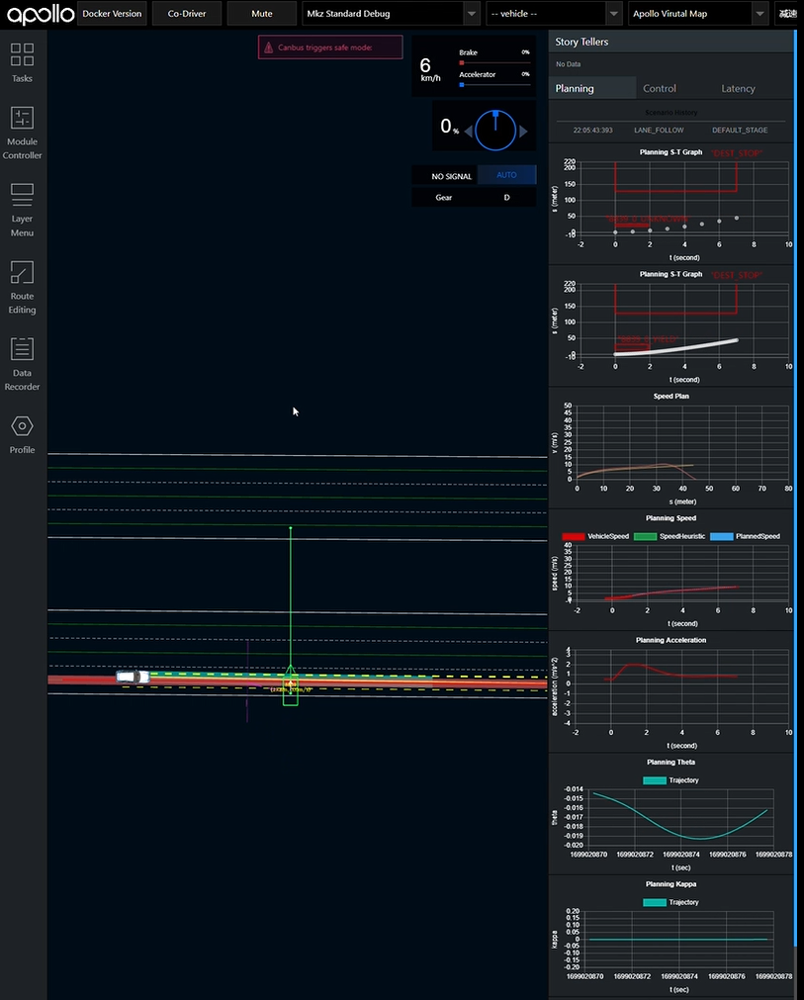 apollo Docker Version Co-Driver Mute Mkz Standard Debug -- vehicle -- Apollo Virutal Map 减速
Canbus triggers safe mode:
6
km/h
Brake 0%
Accelerator 0%
0 %
NO SIGNAL AUTO
Gear D
Tasks
Module
Controller
Layer
Menu
Route
Editing
Data
Recorder
Profile
Story Tellers
No Data
Planning Control Latency
Scenario History
22:05:43:393 LANE_FOLLOW DEFAULT_STAGE
Planning S-T Graph
"DEST_STOP"
220
200
150
100
50
0
-10
s (meter)
-2 0 2 4 6 8 10
t (second)
Planning S-T Graph
"DEST_STOP"
220
200
150
100
50
0
-10
s (meter)
-2 0 2 4 6 8 10
t (second)
Speed Plan
50
45
40
35
30
25
20
15
10
5
0
v (m/s)
0 10 20 30 40 50 60 70 80
s (meter)
Planning Speed
VehicleSpeed SpeedHeuristic PlannedSpeed
40
35
30
25
20
15
10
5
speed (m/s)
-2 0 2 4 6 8 10
t (second)
Planning Acceleration
4
3
2
1
0
-1
-2
-3
-4
acceleration (m/s^2)
-2 0 2 4 6 8 10
t (second)
Planning Theta
Trajectory
-0.014
-0.015
-0.016
-0.017
-0.018
-0.019
-0.020
theta
1699020870 1699020872 1699020874 1699020876 1699020878
t (sec)
Planning Kappa
Trajectory
0.20
0.15
0.10
0.05
0
-0.05
-0.10
-0.15
-0.20
kappa
1699020870 1699020872 1699020874 1699020876 1699020878
t (sec)